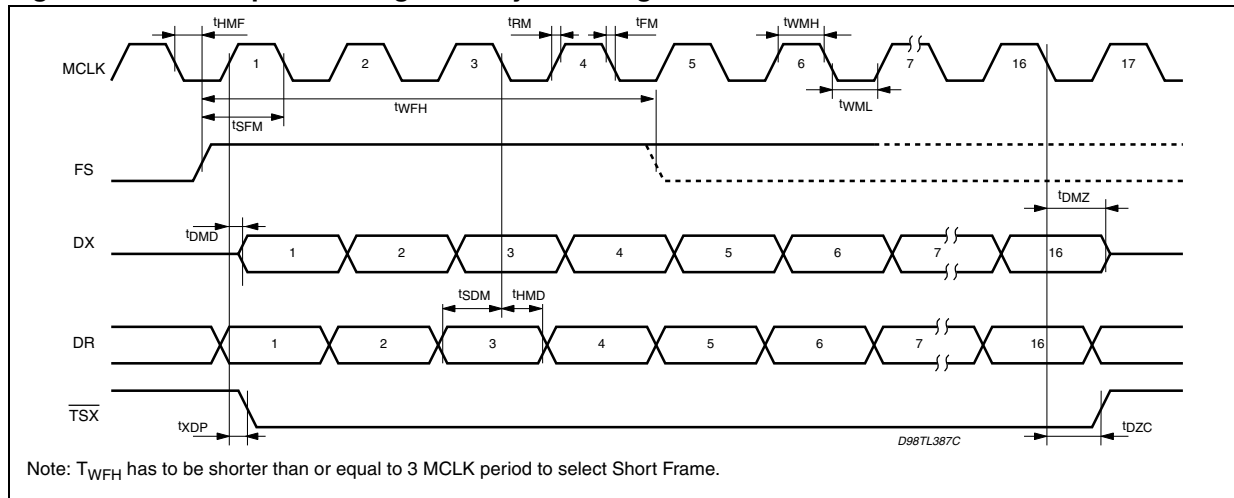 tHMF tRM tFM tWMH
MCLK 1 2 3 4 5 6 7 16 17
tWFH tWML
tSFM
FS
tDMZ
tDMD
DX 1 2 3 4 5 6 7 16
tSDM tHMD
DR 1 2 3 4 5 6 7 16
TSX
tXDP D98TL387C tDZC
Note: TWFH has to be shorter than or equal to 3 MCLK period to select Short Frame.